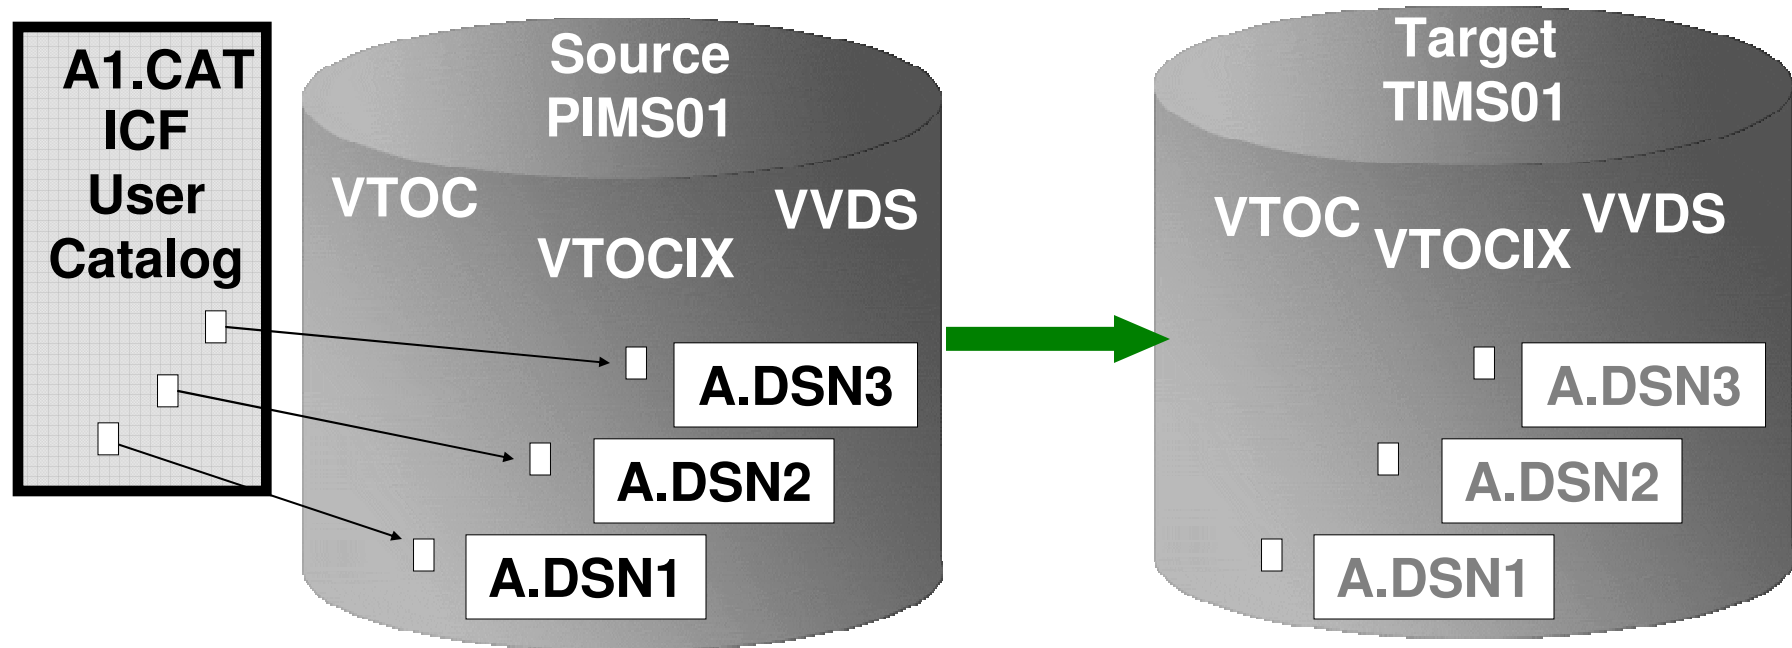 A1.CAT
ICF
User
Catalog
Source
PIMS01
VTOC
VVDS
VTOCIX
A.DSN3
A.DSN2
A.DSN1
Target
TIMS01
VTOC
VVDS
VTOCIX
A.DSN3
A.DSN2
A.DSN1